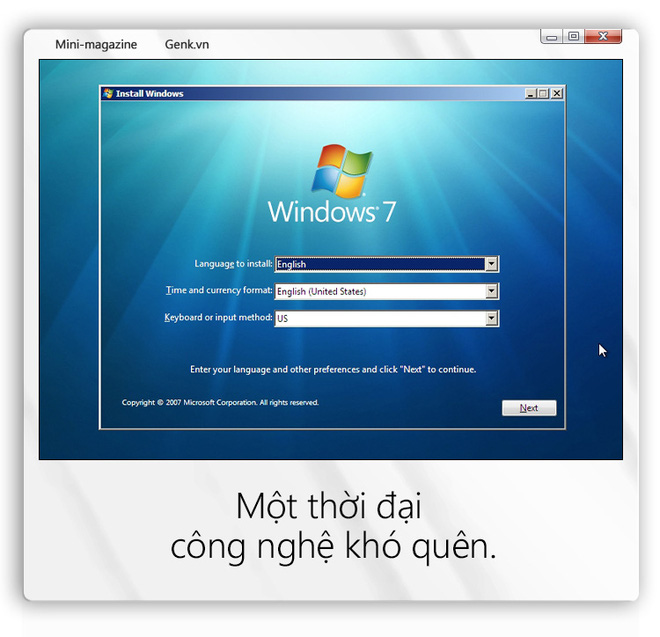 Mini-magazine Genk.vn
Install Windows
Windows® 7
Language to install: English
Time and currency format: English (United States)
Keyboard or input method: US
Enter your language and other preferences and click "Next" to continue.
Copyright © 2007 Microsoft Corporation. All rights reserved.
Next
Một thời đại
công nghệ khó quên.